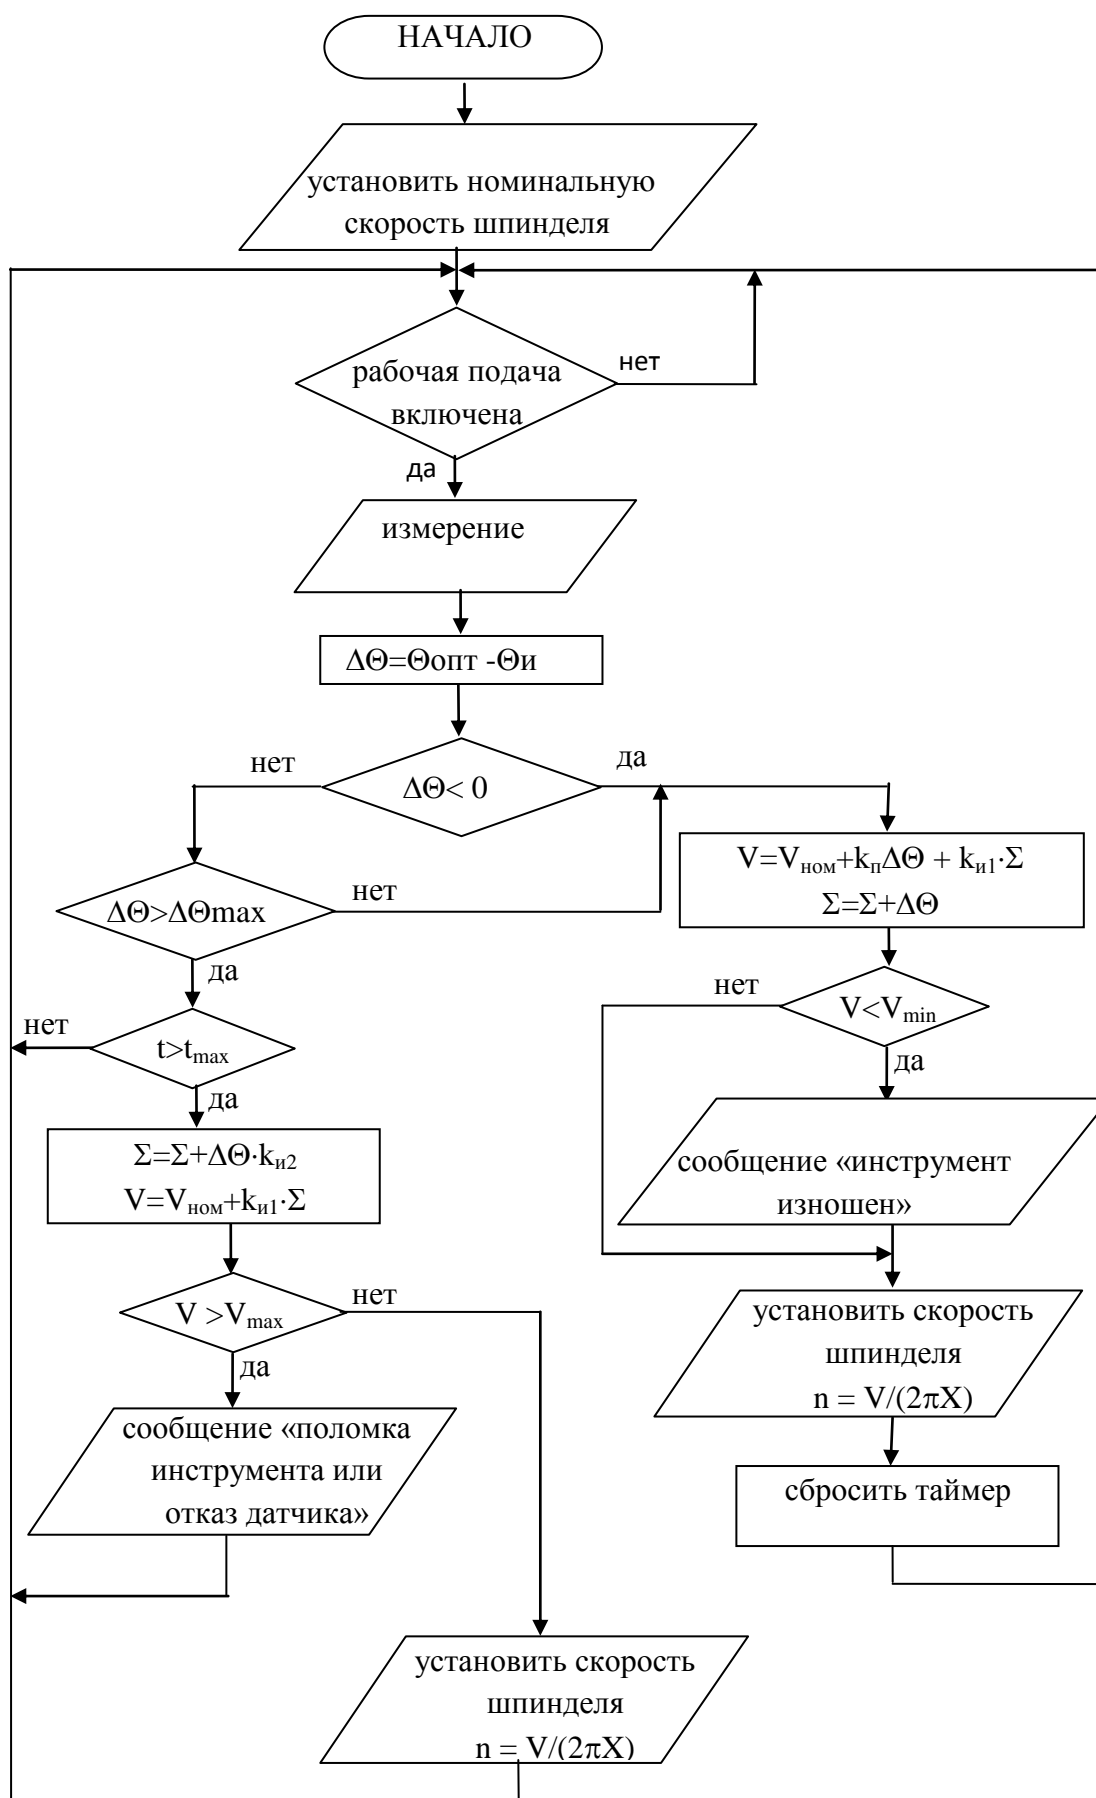 НАЧАЛО
установить номинальную
скорость шпинделя
рабочая подача
включена
нет
да
измерение
ΔΘ=Θопт -Θи
нет
ΔΘ< 0
да
V=Vном+kпΔΘ + kи1·Σ
Σ=Σ+ΔΘ
ΔΘ>ΔΘmax
нет
да
нет
V<Vmin
да
нет
t>tmax
да
Σ=Σ+ΔΘ·kи2
V=Vном+kи1·Σ
сообщение «инструмент
изношен»
V >Vmax
нет
да
установить скорость
шпинделя
n = V/(2πX)
сообщение «поломка
инструмента или
отказ датчика»
сбросить таймер
установить скорость
шпинделя
n = V/(2πX)